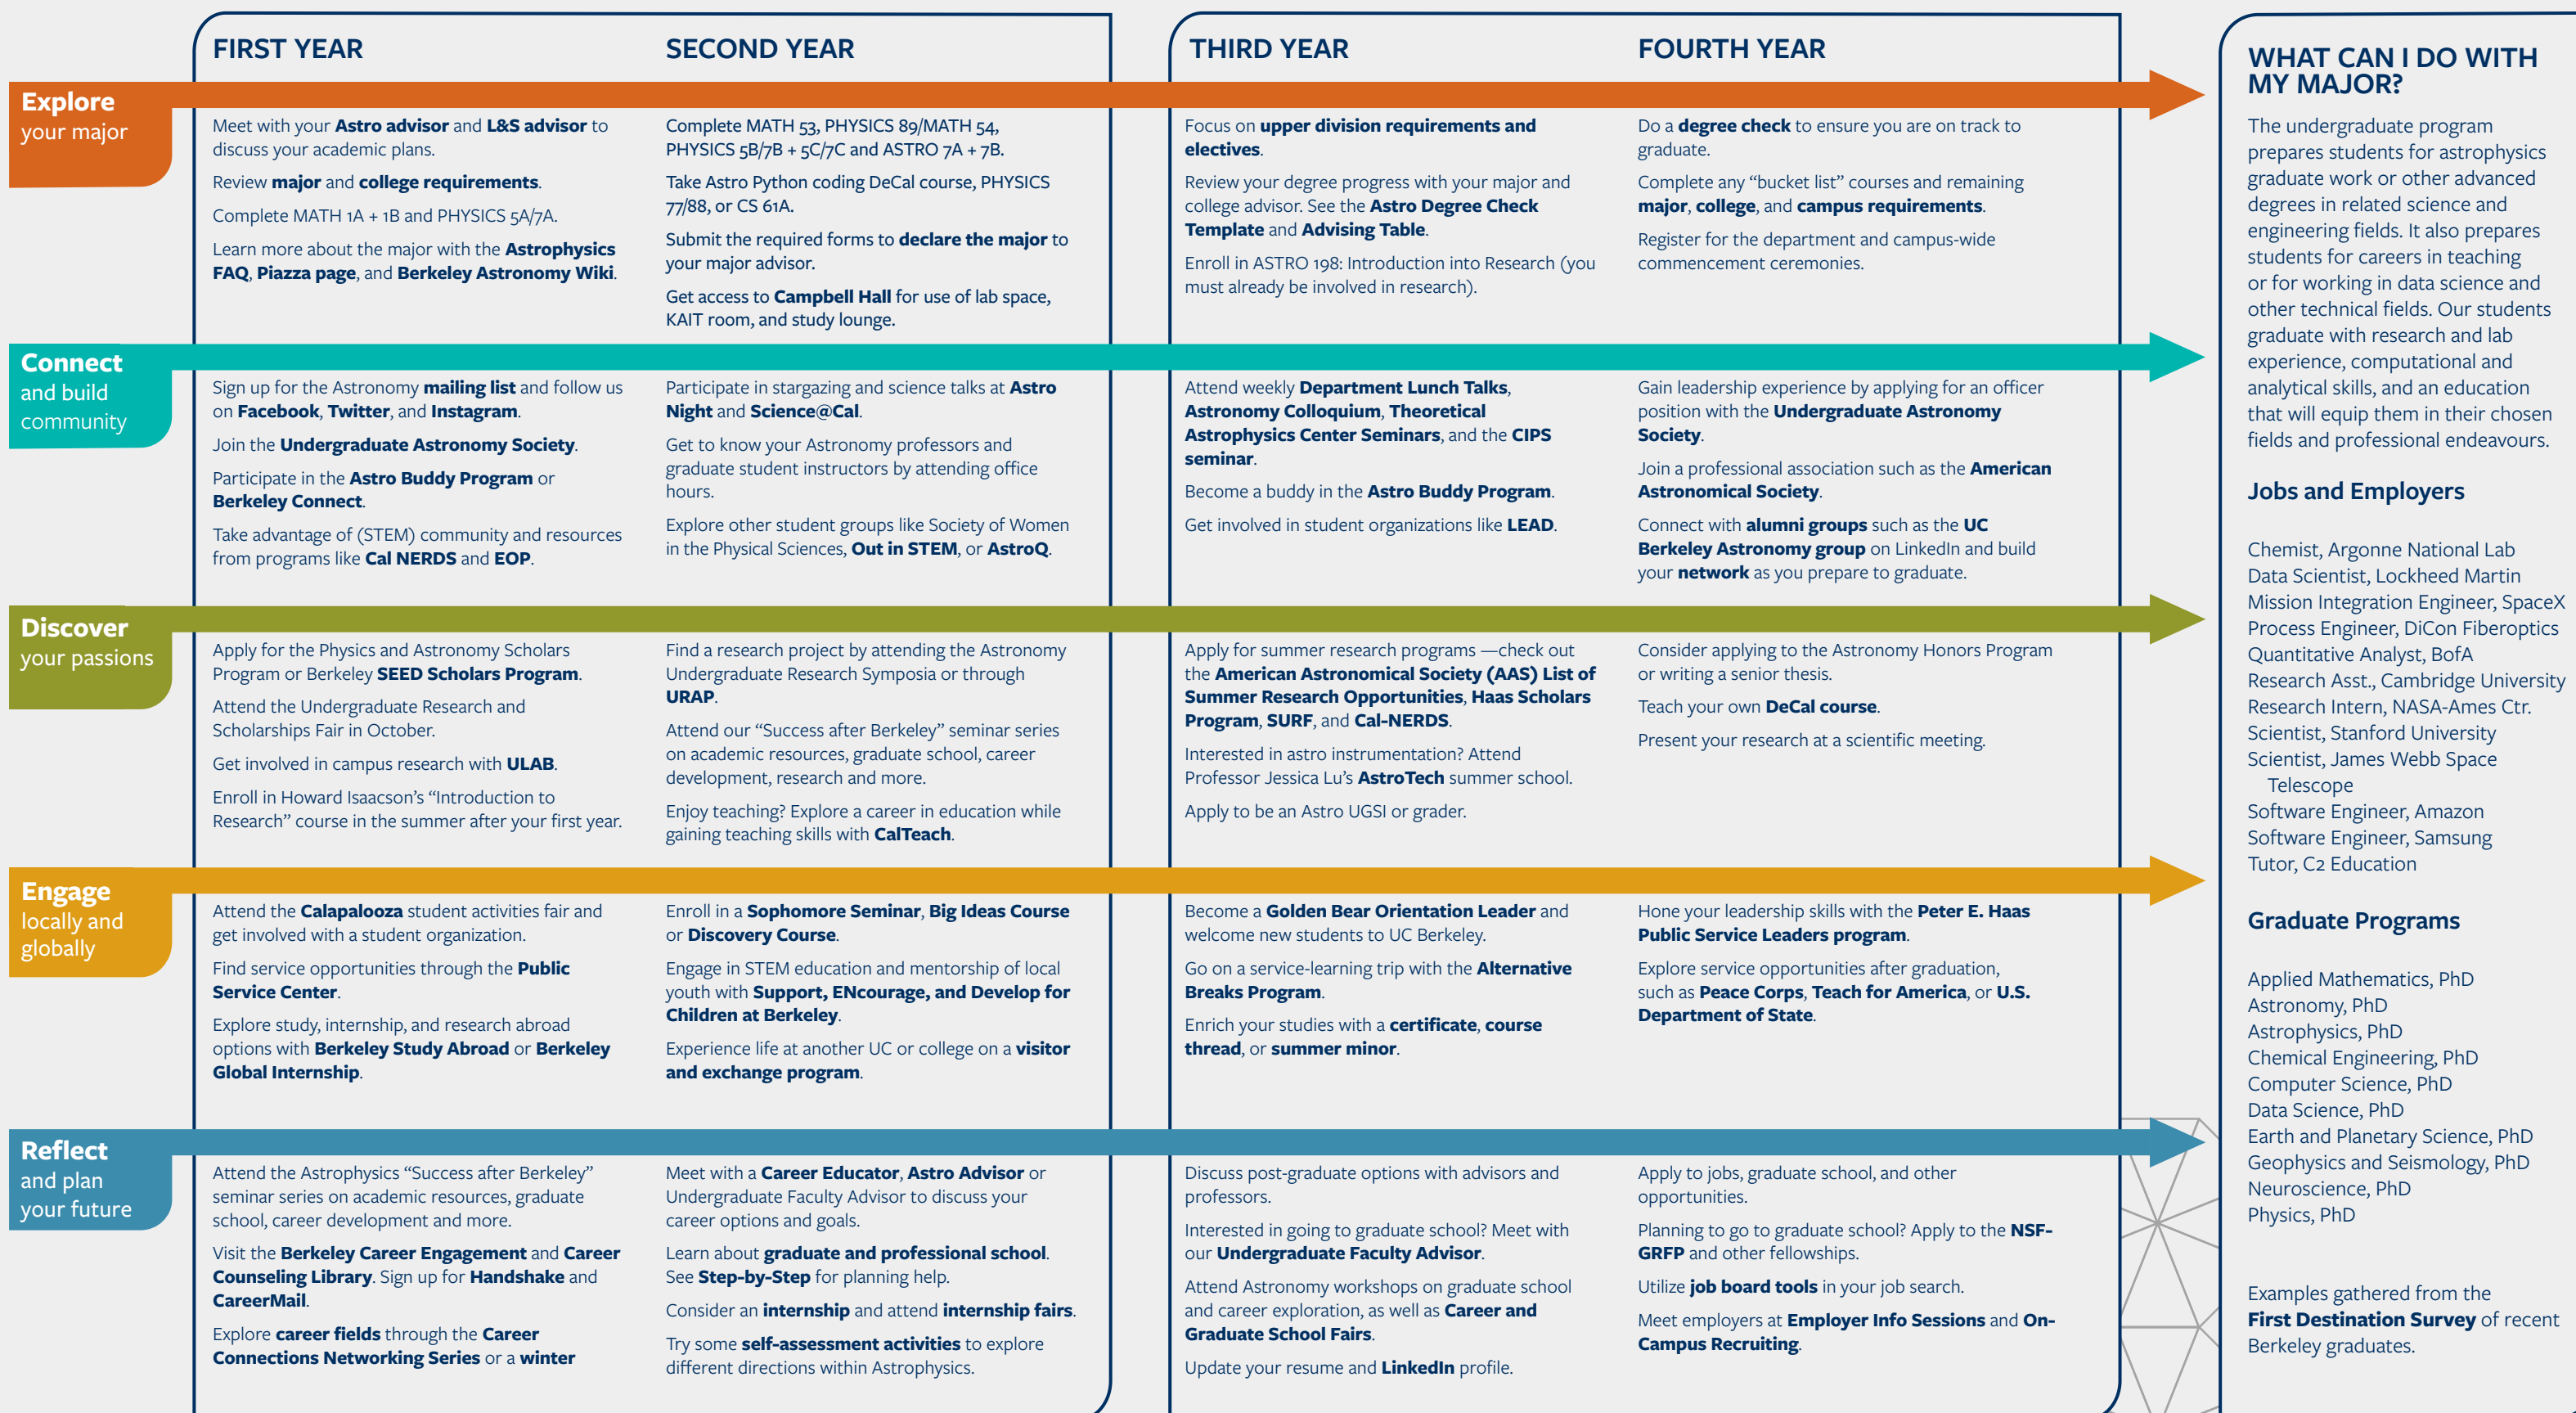 FIRST YEAR
SECOND YEAR
THIRD YEAR
FOURTH YEAR
Explore
your major
Meet with your Astro advisor and L&S advisor to
discuss your academic plans.
Review major and college requirements.
Complete MATH 1A + 1B and PHYSICS 5A/7A.
Learn more about the major with the Astrophysics
FAQ, Piazza page, and Berkeley Astronomy Wiki.
Complete MATH 53, PHYSICS 89/MATH 54,
PHYSICS 5B/7B + 5C/7C and ASTRO 7A + 7B.
Take Astro Python coding DeCal course, PHYSICS
77/88, or CS 61A.
Submit the required forms to declare the major to
your major advisor.
Get access to Campbell Hall for use of lab space,
KAIT room, and study lounge.
Focus on upper division requirements and
electives.
Review your degree progress with your major and
college advisor. See the Astro Degree Check
Template and Advising Table.
Enroll in ASTRO 198: Introduction into Research (you
must already be involved in research).
Do a degree check to ensure you are on track to
graduate.
Complete any “bucket list” courses and remaining
major, college, and campus requirements.
Register for the department and campus-wide
commencement ceremonies.
Connect
and build
community
Sign up for the Astronomy mailing list and follow us
on Facebook, Twitter, and Instagram.
Join the Undergraduate Astronomy Society.
Participate in the Astro Buddy Program or
Berkeley Connect.
Take advantage of (STEM) community and resources
from programs like Cal NERDS and EOP.
Participate in stargazing and science talks at Astro
Night and Science@Cal.
Get to know your Astronomy professors and
graduate student instructors by attending office
hours.
Explore other student groups like Society of Women
in the Physical Sciences, Out in STEM, or AstroQ.
Attend weekly Department Lunch Talks,
Astronomy Colloquium, Theoretical
Astrophysics Center Seminars, and the CIPS
seminar.
Become a buddy in the Astro Buddy Program.
Get involved in student organizations like LEAD.
Gain leadership experience by applying for an officer
position with the Undergraduate Astronomy
Society.
Join a professional association such as the American
Astronomical Society.
Connect with alumni groups such as the UC
Berkeley Astronomy group on LinkedIn and build
your network as you prepare to graduate.
Discover
your passions
Apply for the Physics and Astronomy Scholars
Program or Berkeley SEED Scholars Program.
Attend the Undergraduate Research and
Scholarships Fair in October.
Get involved in campus research with ULAB.
Enroll in Howard Isaacson’s “Introduction to
Research” course in the summer after your first year.
Find a research project by attending the Astronomy
Undergraduate Research Symposia or through
URAP.
Attend our “Success after Berkeley” seminar series
on academic resources, graduate school, career
development, research and more.
Enjoy teaching? Explore a career in education while
gaining teaching skills with CalTeach.
Apply for summer research programs —check out
the American Astronomical Society (AAS) List of
Summer Research Opportunities, Haas Scholars
Program, SURF, and Cal-NERDS.
Interested in astro instrumentation? Attend
Professor Jessica Lu’s AstroTech summer school.
Apply to be an Astro UGSI or grader.
Consider applying to the Astronomy Honors Program
or writing a senior thesis.
Teach your own DeCal course.
Present your research at a scientific meeting.
Engage
locally and
globally
Attend the Calapalooza student activities fair and
get involved with a student organization.
Find service opportunities through the Public
Service Center.
Explore study, internship, and research abroad
options with Berkeley Study Abroad or Berkeley
Global Internship.
Enroll in a Sophomore Seminar, Big Ideas Course
or Discovery Course.
Engage in STEM education and mentorship of local
youth with Support, ENcourage, and Develop for
Children at Berkeley.
Experience life at another UC or college on a visitor
and exchange program.
Become a Golden Bear Orientation Leader and
welcome new students to UC Berkeley.
Go on a service-learning trip with the Alternative
Breaks Program.
Enrich your studies with a certificate, course
thread, or summer minor.
Hone your leadership skills with the Peter E. Haas
Public Service Leaders program.
Explore service opportunities after graduation,
such as Peace Corps, Teach for America, or U.S.
Department of State.
Reflect
and plan
your future
Attend the Astrophysics “Success after Berkeley”
seminar series on academic resources, graduate
school, career development and more.
Visit the Berkeley Career Engagement and Career
Counseling Library. Sign up for Handshake and
CareerMail.
Explore career fields through the Career
Connections Networking Series or a winter
Meet with a Career Educator, Astro Advisor or
Undergraduate Faculty Advisor to discuss your
career options and goals.
Learn about graduate and professional school.
See Step-by-Step for planning help.
Consider an internship and attend internship fairs.
Try some self-assessment activities to explore
different directions within Astrophysics.
Discuss post-graduate options with advisors and
professors.
Interested in going to graduate school? Meet with
our Undergraduate Faculty Advisor.
Attend Astronomy workshops on graduate school
and career exploration, as well as Career and
Graduate School Fairs.
Update your resume and LinkedIn profile.
Apply to jobs, graduate school, and other
opportunities.
Planning to go to graduate school? Apply to the NSF-
GRFP and other fellowships.
Utilize job board tools in your job search.
Meet employers at Employer Info Sessions and On-
Campus Recruiting.
WHAT CAN I DO WITH
MY MAJOR?
The undergraduate program
prepares students for astrophysics
graduate work or other advanced
degrees in related science and
engineering fields. It also prepares
students for careers in teaching
or for working in data science and
other technical fields. Our students
graduate with research and lab
experience, computational and
analytical skills, and an education
that will equip them in their chosen
fields and professional endeavours.
Jobs and Employers
Chemist, Argonne National Lab
Data Scientist, Lockheed Martin
Mission Integration Engineer, SpaceX
Process Engineer, DiCon Fiberoptics
Quantitative Analyst, BofA
Research Asst., Cambridge University
Research Intern, NASA-Ames Ctr.
Scientist, Stanford University
Scientist, James Webb Space
Telescope
Software Engineer, Amazon
Software Engineer, Samsung
Tutor, C2 Education
Graduate Programs
Applied Mathematics, PhD
Astronomy, PhD
Astrophysics, PhD
Chemical Engineering, PhD
Computer Science, PhD
Data Science, PhD
Earth and Planetary Science, PhD
Geophysics and Seismology, PhD
Neuroscience, PhD
Physics, PhD
Examples gathered from the
First Destination Survey of recent
Berkeley graduates.